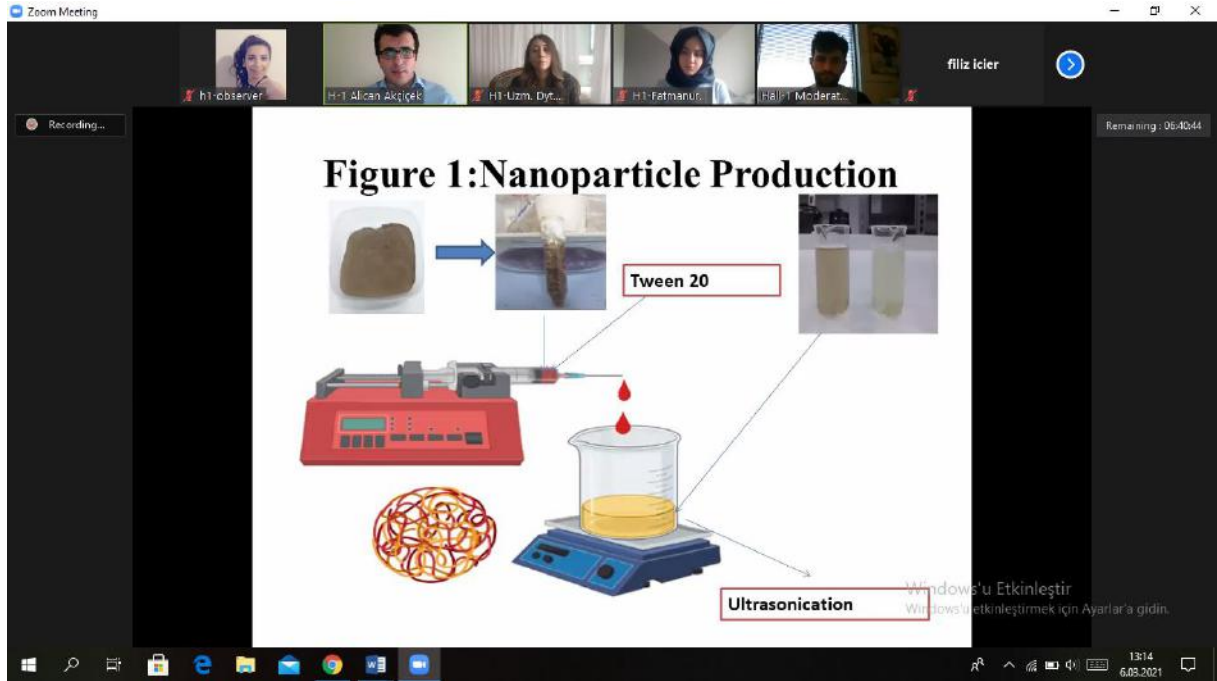 Zoom Meeting
h1-observer
H-1 Alican Akçiçek
H1-Uzm. Dyt....
H1-Fatmanur.
Hall-1 Moderat...
filiz icier
Recording...
Remaining : 06:40:44
Figure 1:Nanoparticle Production
Tween 20
Ultrasonication
Windows'u Etkinleştir
Windows'u etkinleştirmek için Ayarlar'a gidin.
13:14
6.03.2021